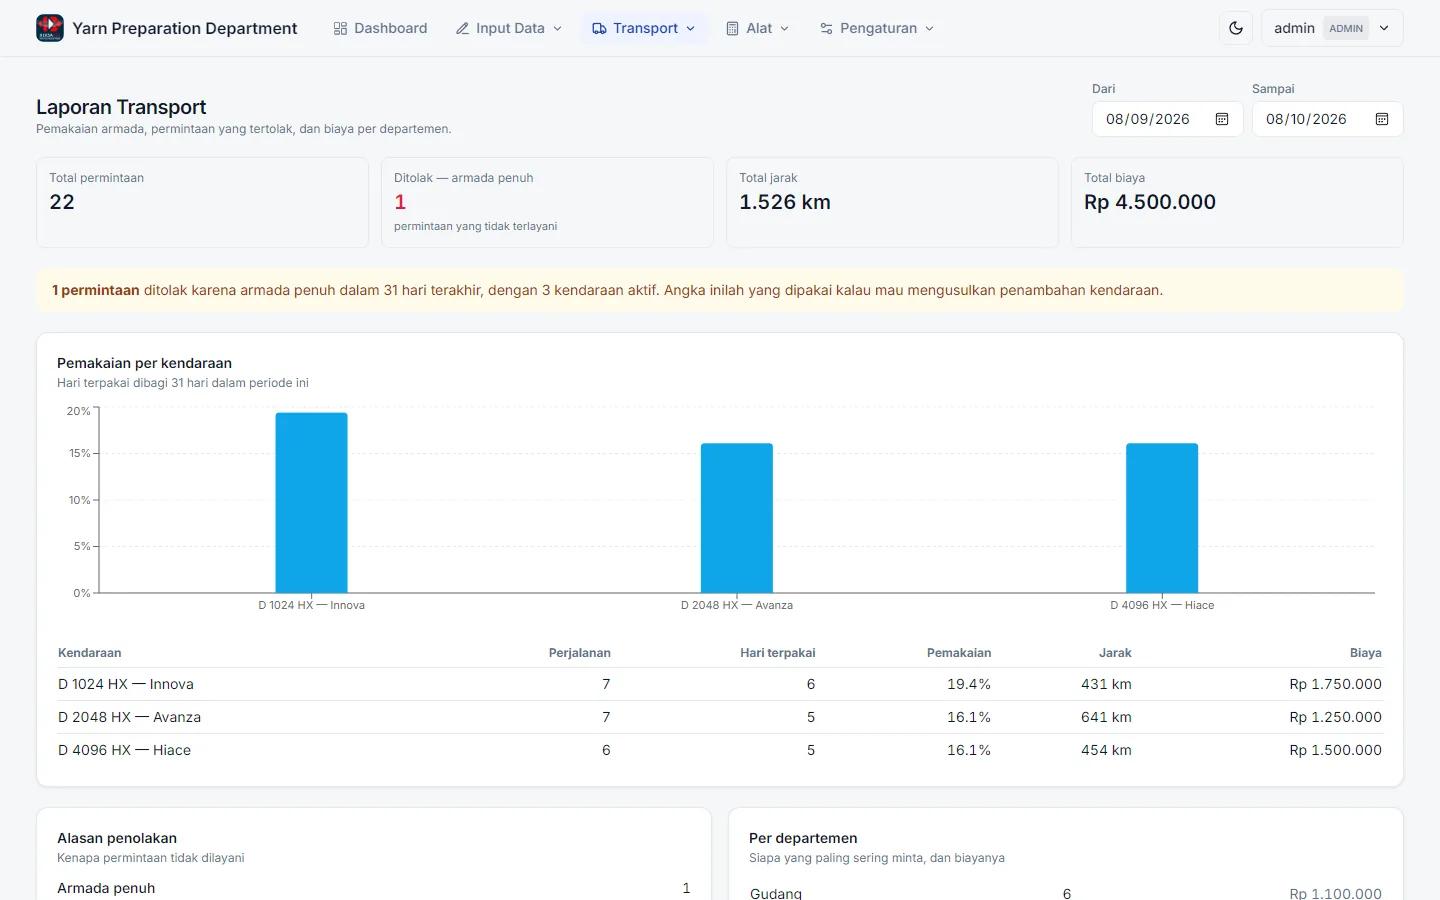 Yarn Preparation Department
Dashboard
Input Data
Transport
Alat
Pengaturan
admin ADMIN
Laporan Transport
Pemakaian armada, permintaan yang tertolak, dan biaya per departemen.
Dari
08/09/2026
Sampai
08/10/2026
Total permintaan
22
Ditolak — armada penuh
1
permintaan yang tidak terlayani
Total jarak
1.526 km
Total biaya
Rp 4.500.000
1 permintaan ditolak karena armada penuh dalam 31 hari terakhir, dengan 3 kendaraan aktif. Angka inilah yang dipakai kalau mau mengusulkan penambahan kendaraan.
Pemakaian per kendaraan
Hari terpakai dibagi 31 hari dalam periode ini
20%
15%
10%
5%
0%
D 1024 HX — Innova
D 2048 HX — Avanza
D 4096 HX — Hiace
Kendaraan Perjalanan Hari terpakai Pemakaian Jarak Biaya
D 1024 HX — Innova 7 6 19.4% 431 km Rp 1.750.000
D 2048 HX — Avanza 7 5 16.1% 641 km Rp 1.250.000
D 4096 HX — Hiace 6 5 16.1% 454 km Rp 1.500.000
Alasan penolakan
Kenapa permintaan tidak dilayani
Armada penuh 1
Per departemen
Siapa yang paling sering minta, dan biayanya
Gudang 6 Rp 1.100.000